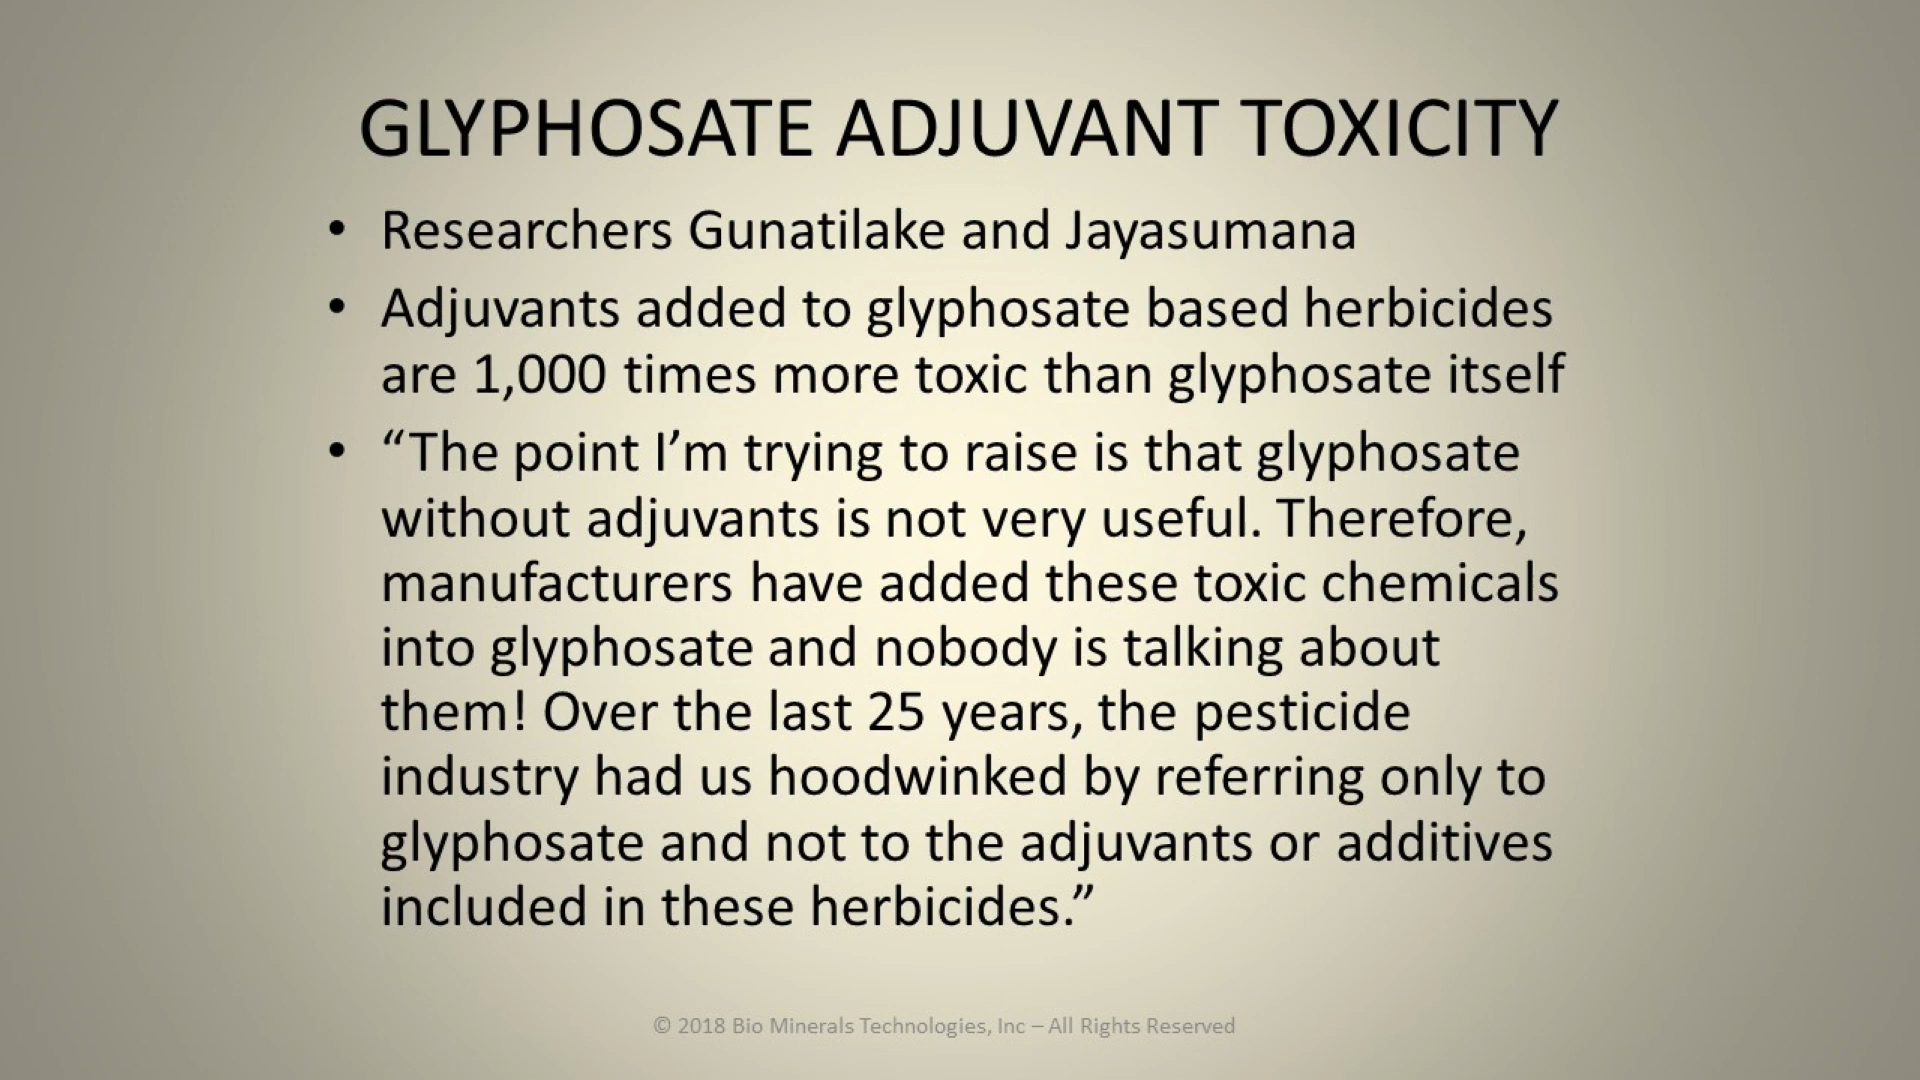 GLYPHOSATE ADJUVANT TOXICITY
• Researchers Gunatilake and Jayasumana
• Adjuvants added to glyphosate based herbicides
are 1,000 times more toxic than glyphosate itself
• “The point I’m trying to raise is that glyphosate
without adjuvants is not very useful. Therefore,
manufacturers have added these toxic chemicals
into glyphosate and nobody is talking about
them! Over the last 25 years, the pesticide
industry had us hoodwinked by referring only to
glyphosate and not to the adjuvants or additives
included in these herbicides.”
© 2018 Bio Minerals Technologies, Inc – All Rights Reserved